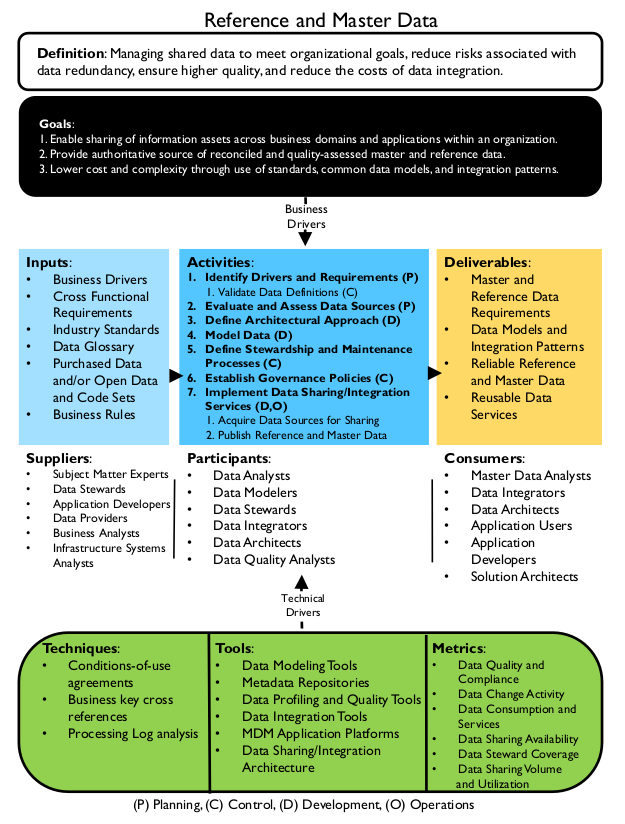 Reference and Master Data
Definition: Managing shared data to meet organizational goals, reduce risks associated with
data redundancy, ensure higher quality, and reduce the costs of data integration.
Goals:
1. Enable sharing of information assets across business domains and applications within an organization.
2. Provide authoritative source of reconciled and quality-assessed master and reference data.
3. Lower cost and complexity through use of standards, common data models, and integration patterns.
Business
Drivers
Inputs:
• Business Drivers
• Cross Functional
Requirements
• Industry Standards
• Data Glossary
• Purchased Data
and/or Open Data
and Code Sets
• Business Rules
Activities:
1. Identify Drivers and Requirements (P)
1. Validate Data Definitions (C)
2. Evaluate and Assess Data Sources (P)
3. Define Architectural Approach (D)
4. Model Data (D)
5. Define Stewardship and Maintenance
Processes (C)
6. Establish Governance Policies (C)
7. Implement Data Sharing/Integration
Services (D,O)
1. Acquire Data Sources for Sharing
2. Publish Reference and Master Data
Deliverables:
• Master and
Reference Data
Requirements
• Data Models and
Integration Patterns
• Reliable Reference
and Master Data
• Reusable Data
Services
Suppliers:
• Subject Matter Experts
• Data Stewards
• Application Developers
• Data Providers
• Business Analysts
• Infrastructure Systems
Analysts
Participants:
• Data Analysts
• Data Modelers
• Data Stewards
• Data Integrators
• Data Architects
• Data Quality Analysts
Consumers:
• Master Data Analysts
• Data Integrators
• Data Architects
• Application Users
• Application
Developers
• Solution Architects
Technical
Drivers
Techniques:
• Conditions-of-use
agreements
• Business key cross
references
• Processing Log analysis
Tools:
• Data Modeling Tools
• Metadata Repositories
• Data Profiling and Quality Tools
• Data Integration Tools
• MDM Application Platforms
• Data Sharing/Integration
Architecture
Metrics:
• Data Quality and
Compliance
• Data Change Activity
• Data Consumption and
Services
• Data Sharing Availability
• Data Steward Coverage
• Data Sharing Volume
and Utilization
(P) Planning, (C) Control, (D) Development, (O) Operations